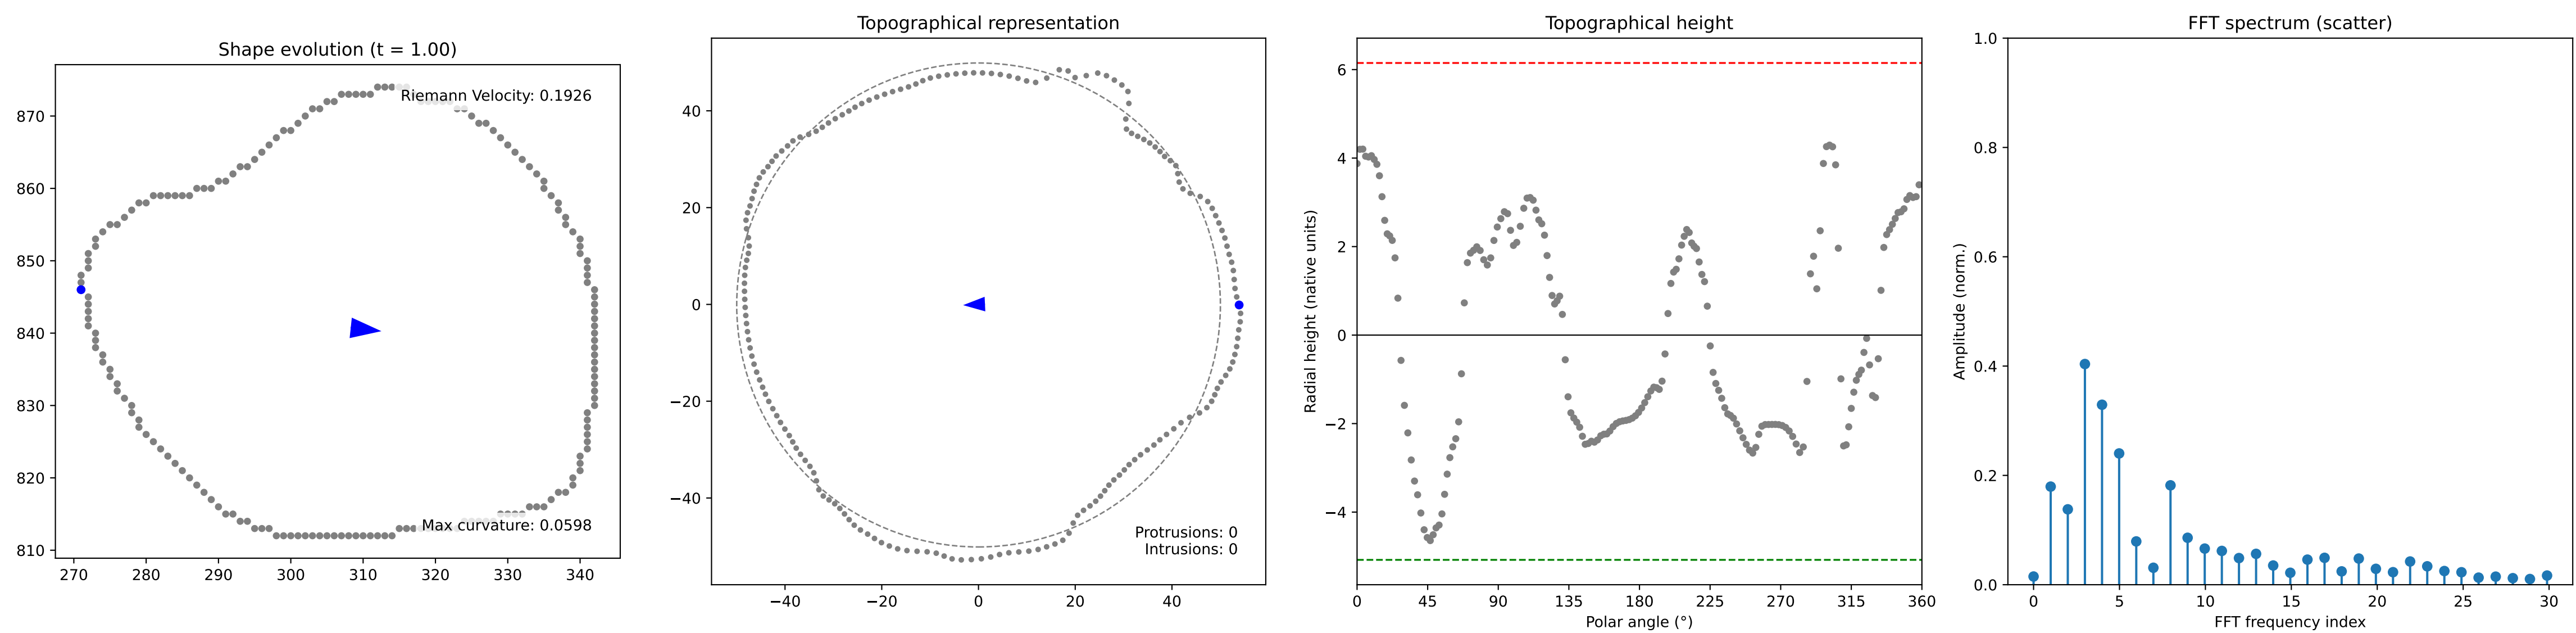 Shape evolution (t = 1.00)
Riemann Velocity: 0.1926
Max curvature: 0.0598
870
860
850
840
830
820
810
270 280 290 300 310 320 330 340
Topographical representation
40
20
0
−20
−40
−40 −20 0 20 40
Protrusions: 0
Intrusions: 0
Topographical height
Radial height (native units)
6
4
2
0
−2
−4
0 45 90 135 180 225 270 315 360
Polar angle (°)
FFT spectrum (scatter)
Amplitude (norm.)
1.0
0.8
0.6
0.4
0.2
0.0
0 5 10 15 20 25 30
FFT frequency index